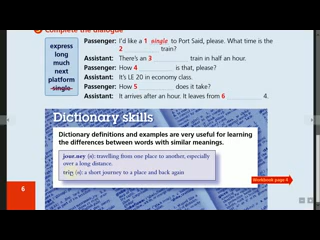 2 Complete the dialogue
express
long
much
next
platform
single
Passenger: I'd like a 1 single to Port Said, please. What time is the
2 train?
Assistant: There's an 3 train in half an hour.
Passenger: How 4 is that, please?
Assistant: It's LE 20 in economy class.
Passenger: How 5 does it take?
Assistant: It arrives after an hour. It leaves from 6 4.
Dictionary skills
Dictionary definitions and examples are very useful for learning
the differences between words with similar meanings.
jour.ney (n): travelling from one place to another, especially
over a long distance.
trip (n): a short journey to a place and back again
Workbook page 4
6